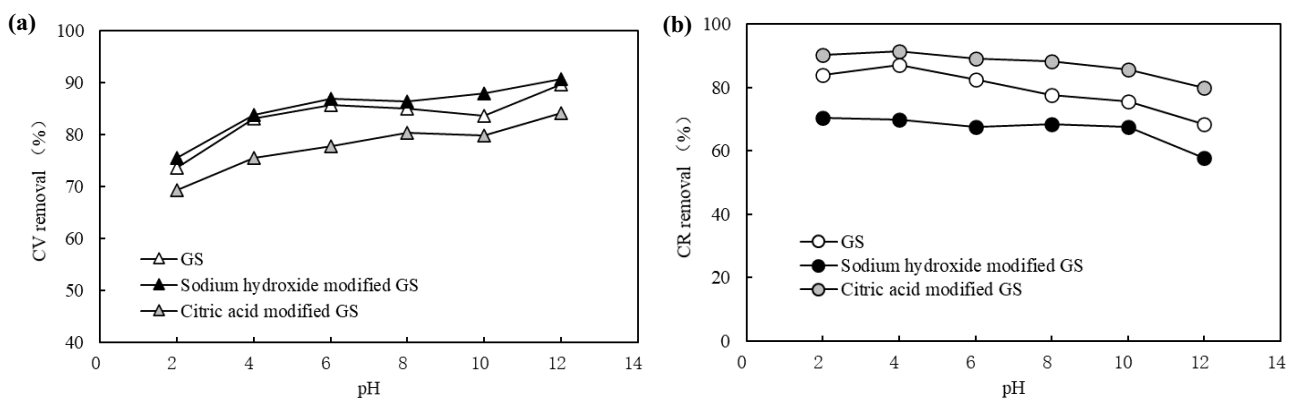 (a)
100
90
80
70
60
50
40
CV removal（%）
GS
Sodium hydroxide modified GS
Citric acid modified GS
0 2 4 6 8 10 12 14
pH
(b)
100
80
60
40
20
0
CR removal（%）
GS
Sodium hydroxide modified GS
Citric acid modified GS
0 2 4 6 8 10 12 14
pH